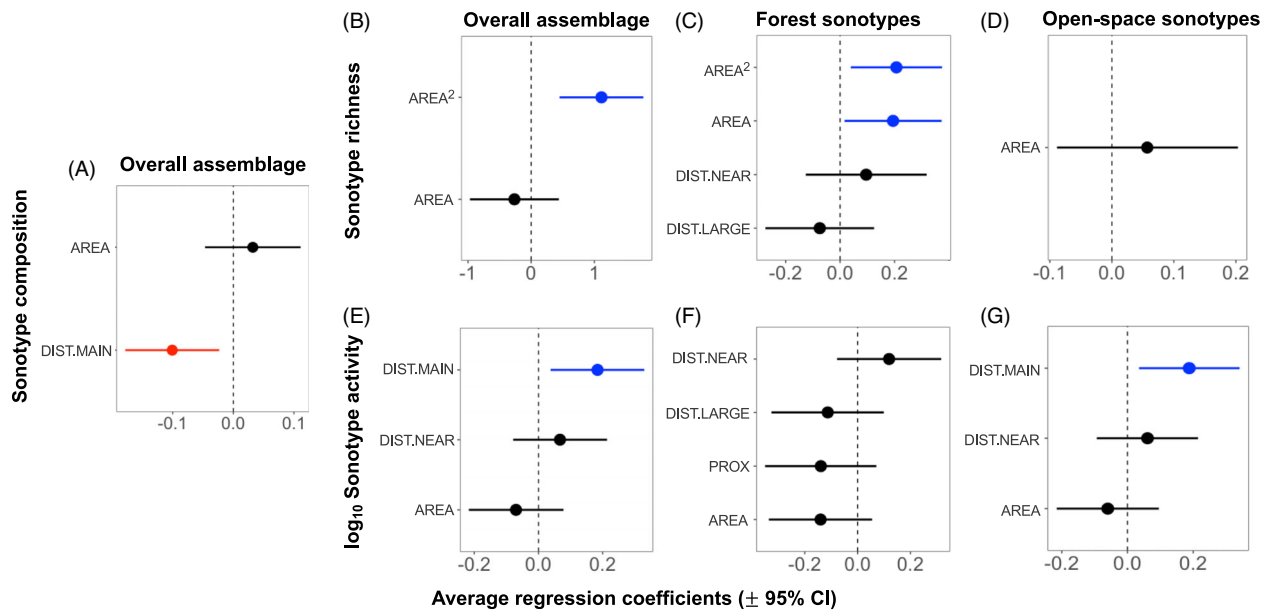 (A)
Overall assemblage
Sonotype composition
AREA
DIST.MAIN
-0.1 0.0 0.1
(B)
Overall assemblage
Sonotype richness
AREA²
AREA
-1 0 1
(C)
Forest sonotypes
AREA²
AREA
DIST.NEAR
DIST.LARGE
-0.2 0.0 0.2
(D)
Open-space sonotypes
AREA
-0.1 0.0 0.1 0.2
(E)
log₁₀ Sonotype activity
DIST.MAIN
DIST.NEAR
AREA
-0.2 0.0 0.2
(F)
DIST.NEAR
DIST.LARGE
PROX
AREA
-0.2 0.0 0.2
(G)
DIST.MAIN
DIST.NEAR
AREA
-0.2 0.0 0.2
Average regression coefficients (± 95% CI)